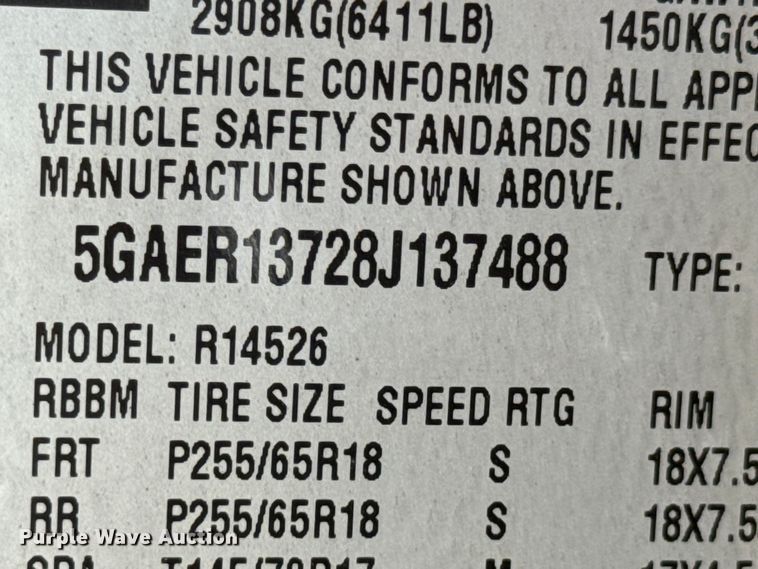 2908KG(6411LB) 1450KG(3
THIS VEHICLE CONFORMS TO ALL APPL
VEHICLE SAFETY STANDARDS IN EFFEC
MANUFACTURE SHOWN ABOVE.
5GAER13728J137488 TYPE:
MODEL: R14526
RBBM TIRE SIZE SPEED RTG RIM
FRT P255/65R18 S 18X7.5
RR P255/65R18 S 18X7.5
Purple Wave Auction